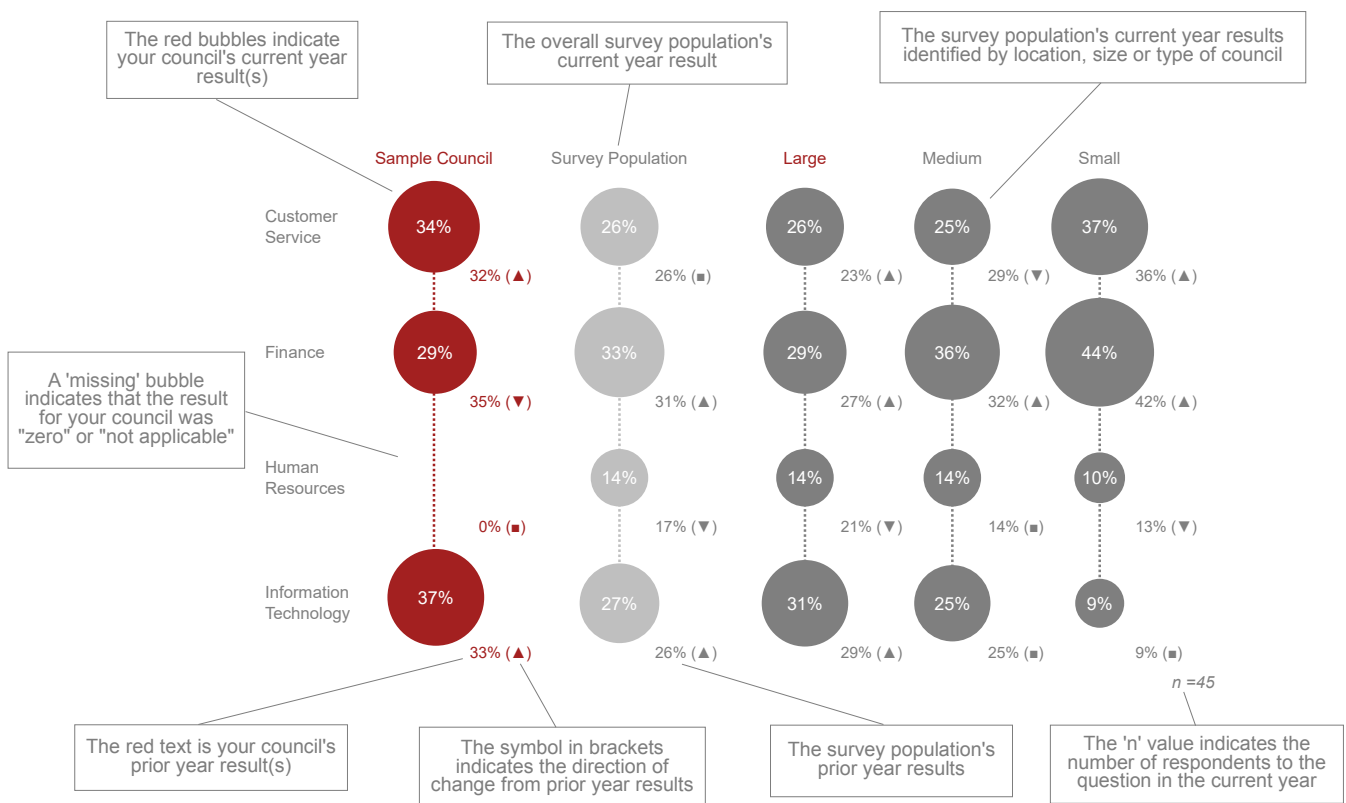 The red bubbles indicate
your council's current year
result(s)
The overall survey population's
current year result
The survey population's current year results
identified by location, size or type of council
Sample Council
Survey Population
Large
Medium
Small
Customer
Service
34%
26%
26%
25%
37%
32% (▲)
26% (■)
23% (▲)
29% (▼)
36% (▲)
Finance
29%
33%
29%
36%
44%
35% (▼)
31% (▲)
27% (▲)
32% (▲)
42% (▲)
A 'missing' bubble
indicates that the result
for your council was
"zero" or "not applicable"
Human
Resources
14%
14%
14%
10%
0% (■)
17% (▼)
21% (▼)
14% (■)
13% (▼)
Information
Technology
37%
27%
31%
25%
9%
33% (▲)
26% (▲)
29% (▲)
25% (■)
9% (■)
n =45
The red text is your council's
prior year result(s)
The symbol in brackets
indicates the direction of
change from prior year results
The survey population's
prior year results
The 'n' value indicates the
number of respondents to the
question in the current year